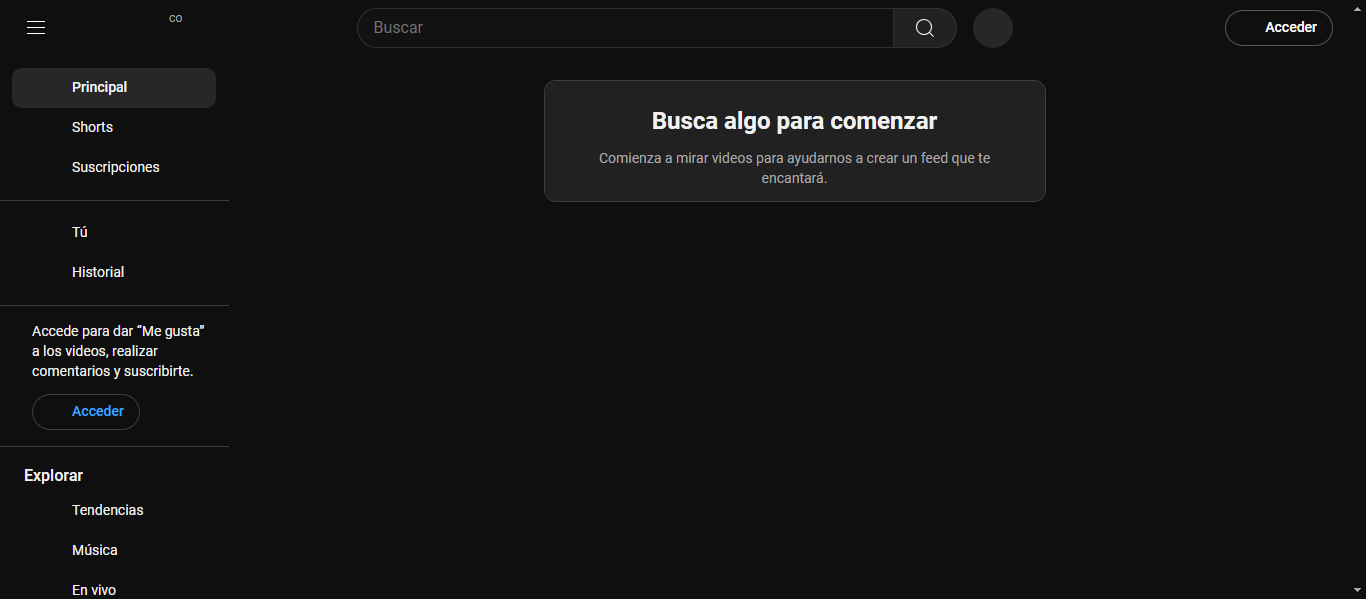 CO
Buscar
Acceder
Principal
Shorts
Suscripciones
Tú
Historial
Accede para dar “Me gusta”
a los videos, realizar
comentarios y suscribirte.
Acceder
Explorar
Tendencias
Música
En vivo
Busca algo para comenzar
Comienza a mirar videos para ayudarnos a crear un feed que te
encantará.